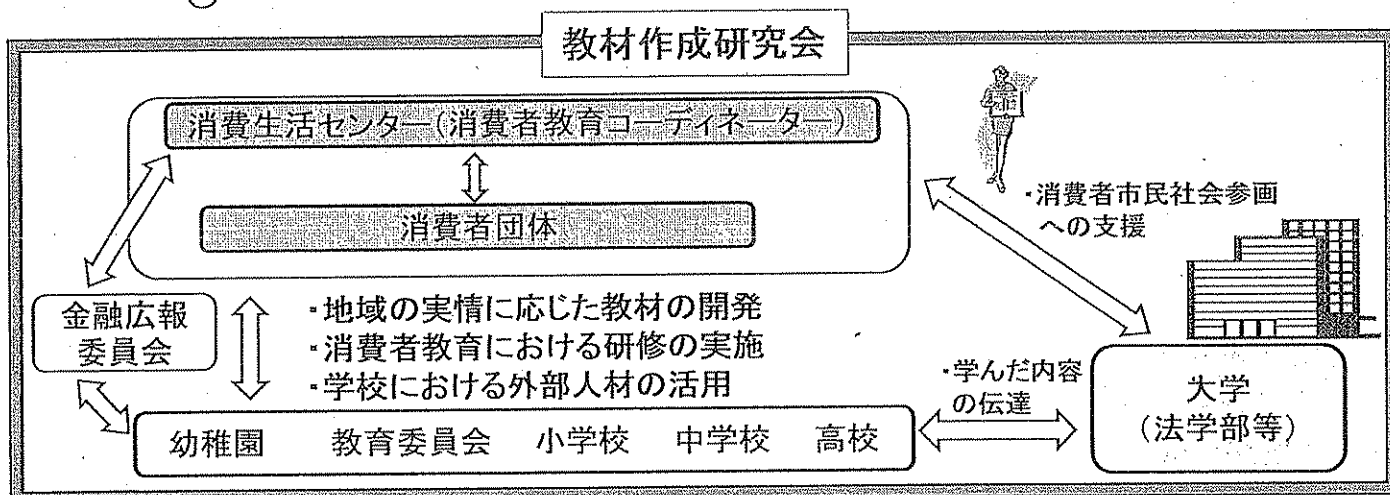 教材作成研究会
消費生活センター(消費者教育コーディネーター)
消費者団体
・消費者市民社会参画
への支援
金融広報
委員会
・地域の実情に応じた教材の開発
・消費者教育における研修の実施
・学校における外部人材の活用
・学んだ内容
の伝達
大学
(法学部等)
幼稚園 教育委員会 小学校 中学校 高校